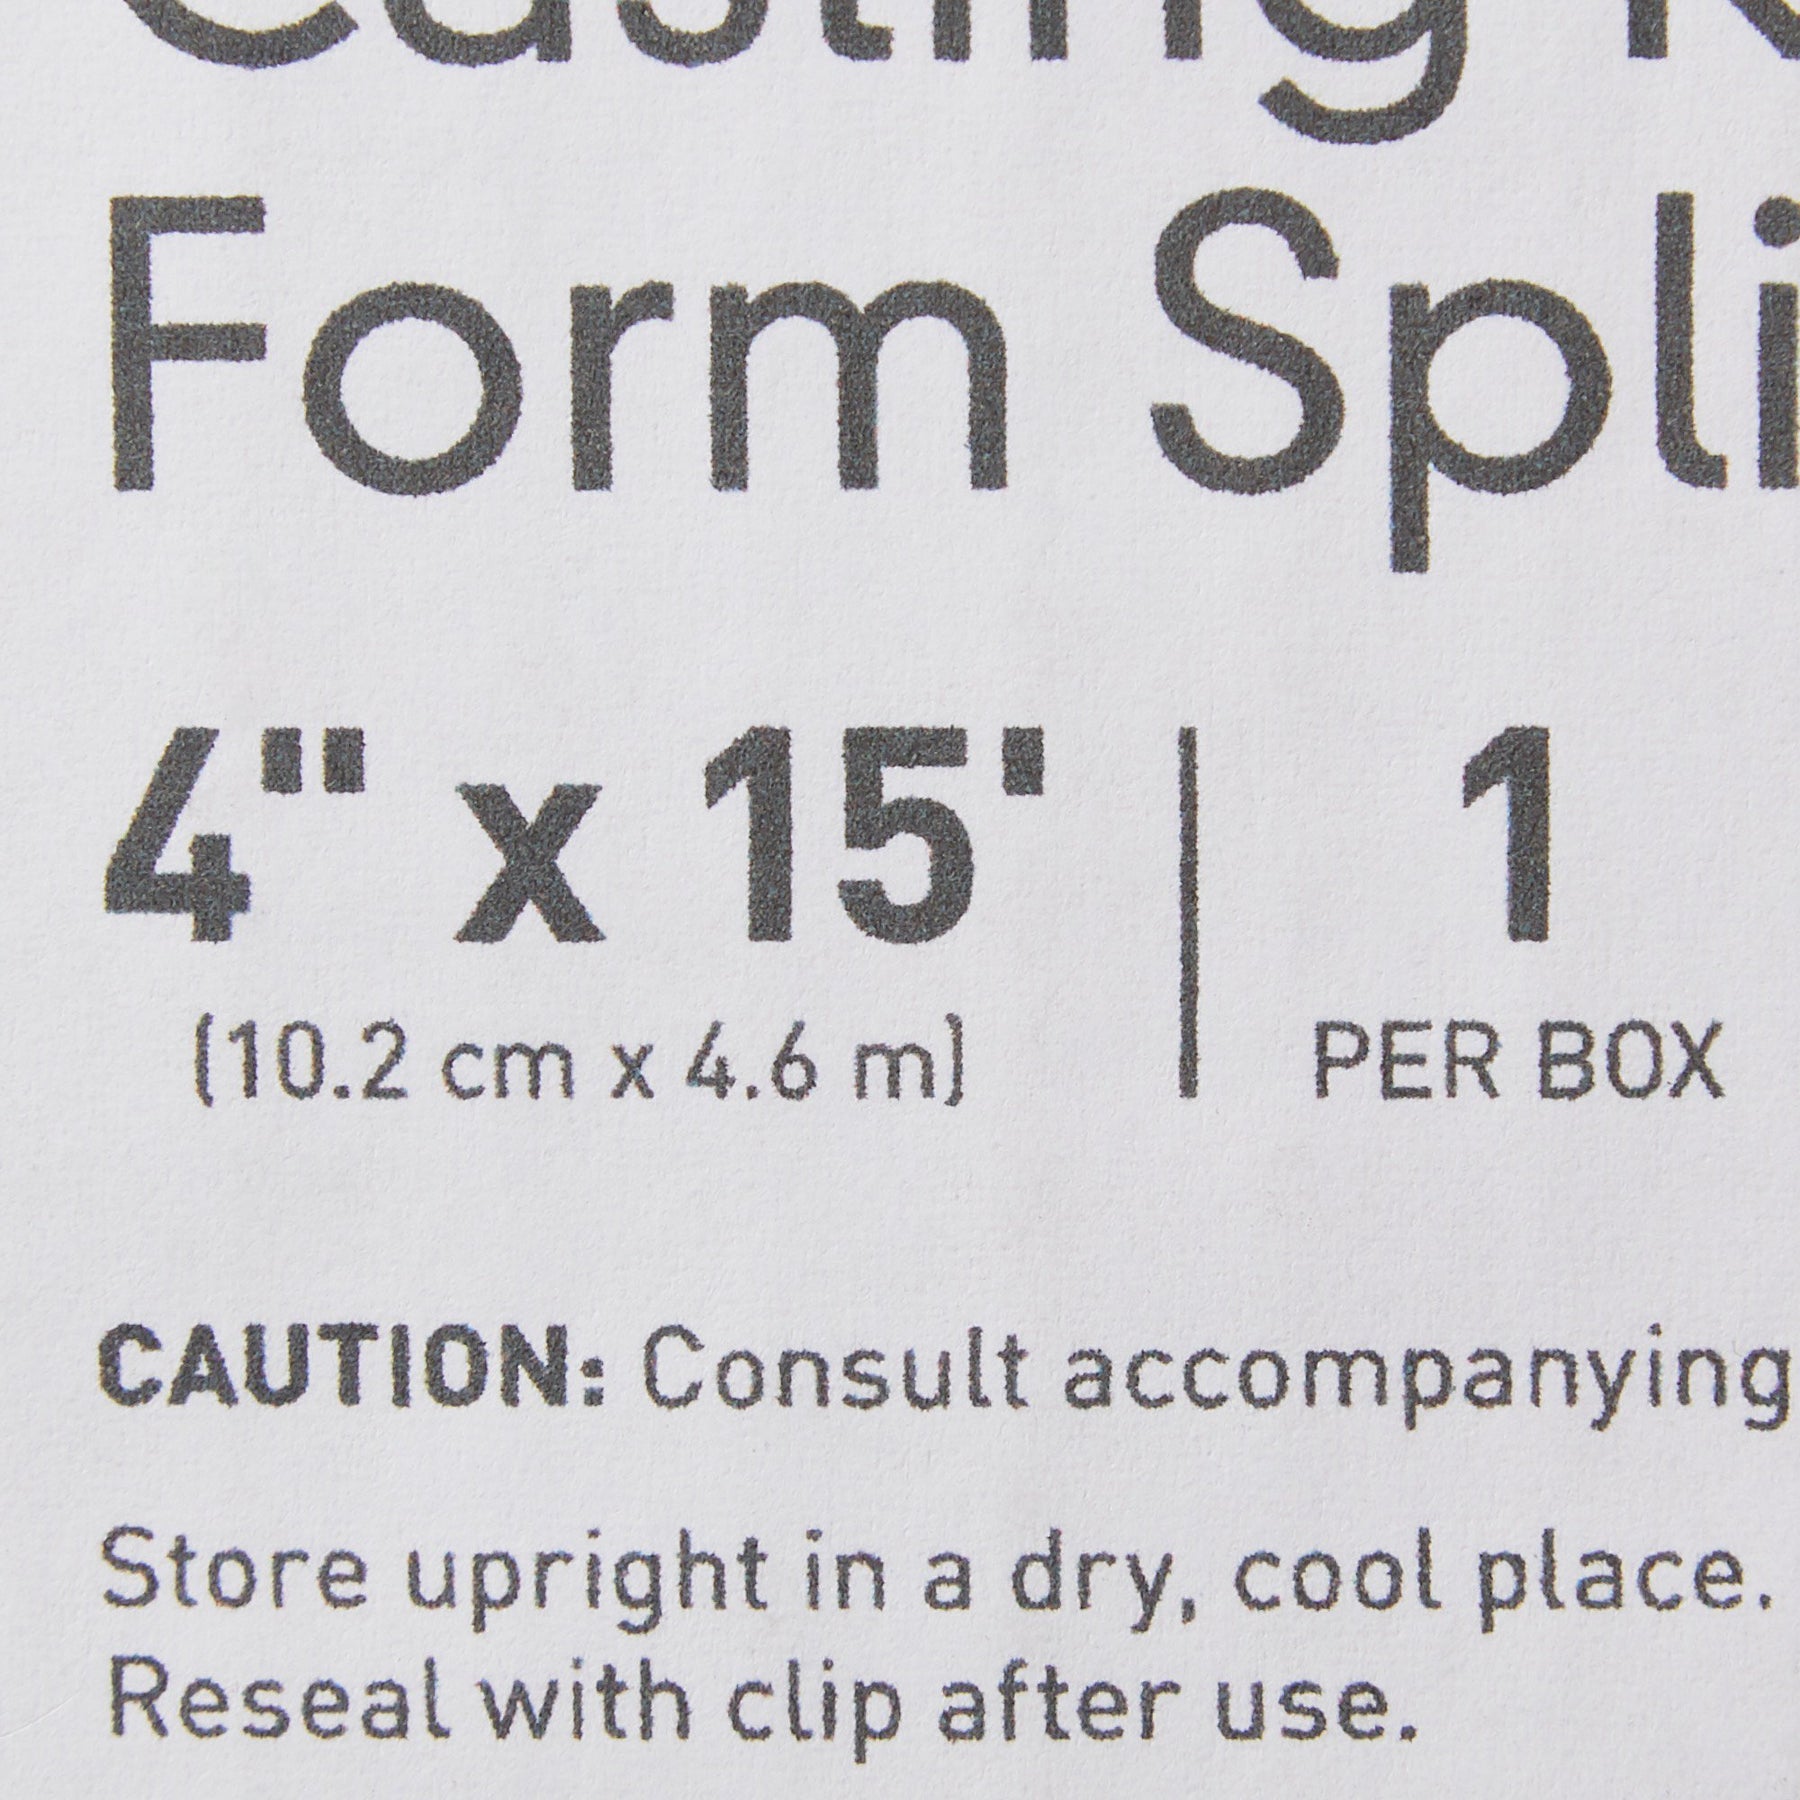 Casting
Form Spli
4" x 15' | 1
(10.2 cm x 4.6 m) PER BOX
CAUTION: Consult accompanying
Store upright in a dry, cool place.
Reseal with clip after use.